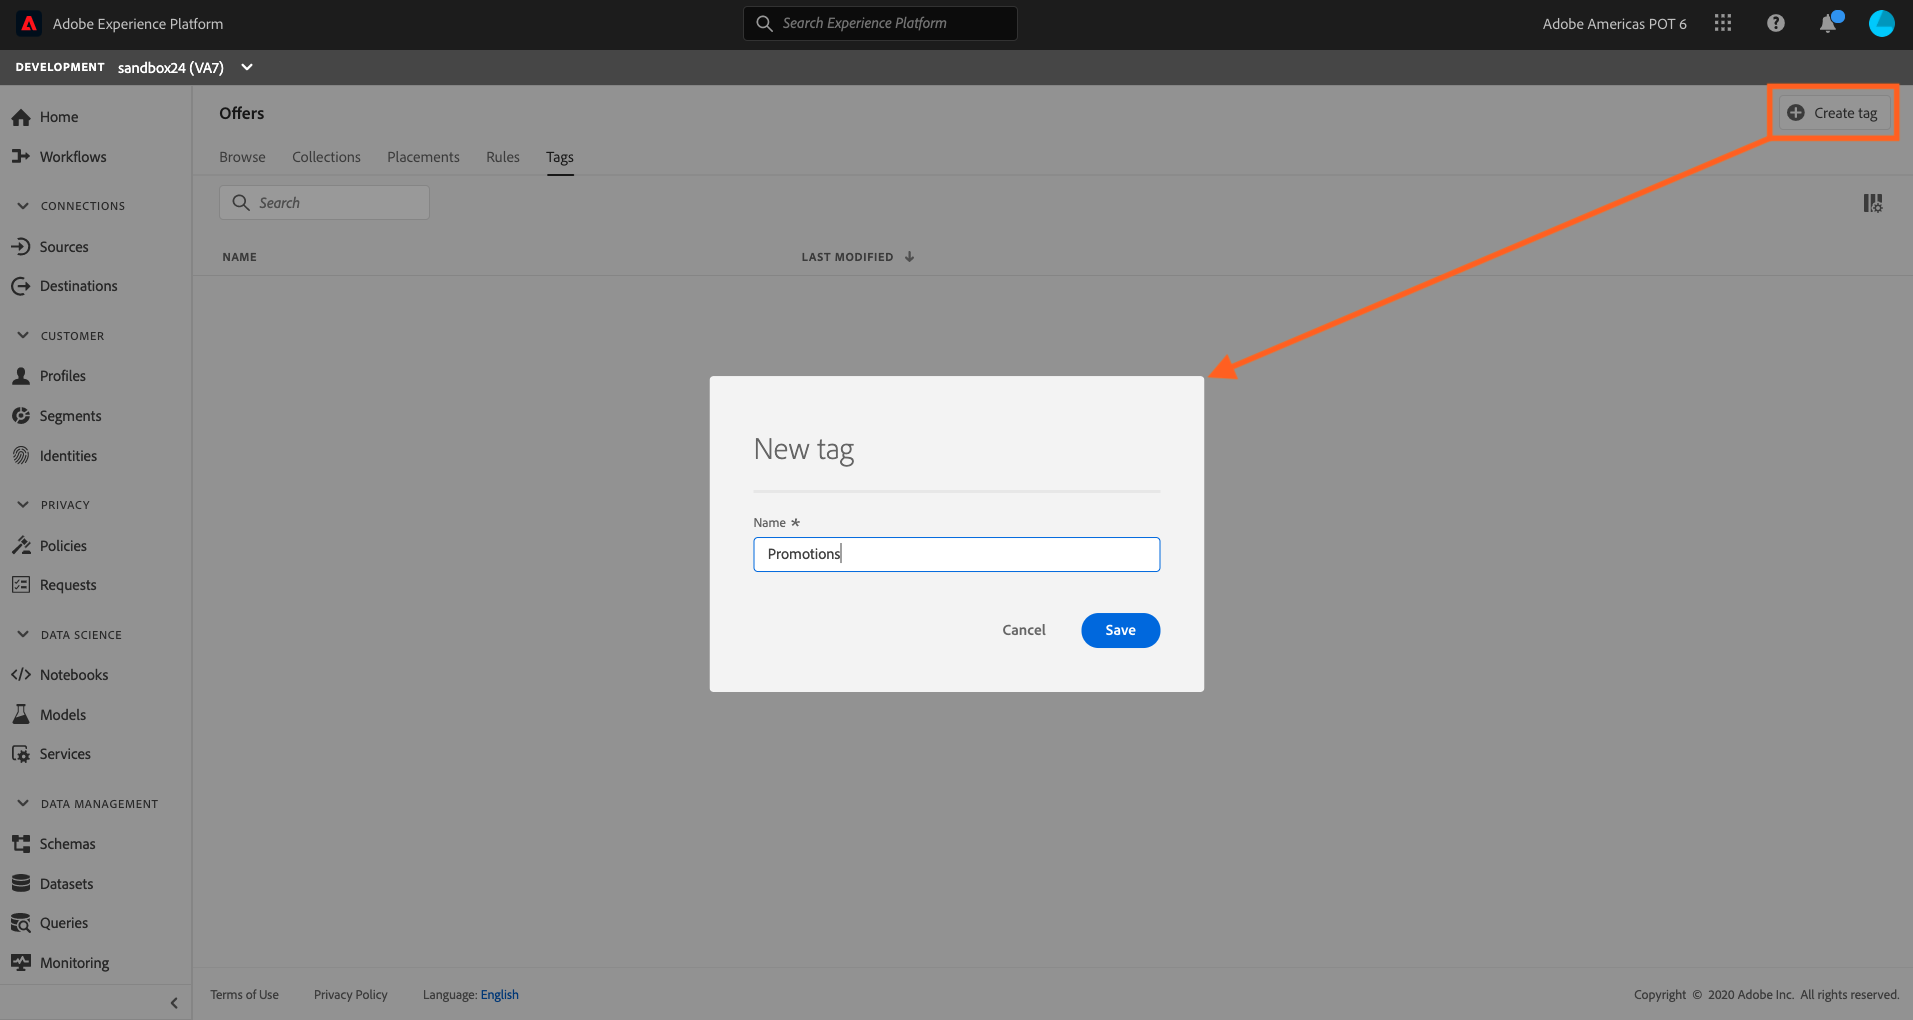 Adobe Experience Platform
Search Experience Platform
Adobe Americas POT 6
DEVELOPMENT sandbox24 (VA7)
Home
Workflows
CONNECTIONS
Sources
Destinations
CUSTOMER
Profiles
Segments
Identities
PRIVACY
Policies
Requests
DATA SCIENCE
Notebooks
Models
Services
DATA MANAGEMENT
Schemas
Datasets
Queries
Monitoring
Offers
Create tag
Browse Collections Placements Rules Tags
Search
NAME LAST MODIFIED
New tag
Name *
Promotions
Cancel Save
Terms of Use Privacy Policy Language: English
Copyright © 2020 Adobe Inc. All rights reserved.